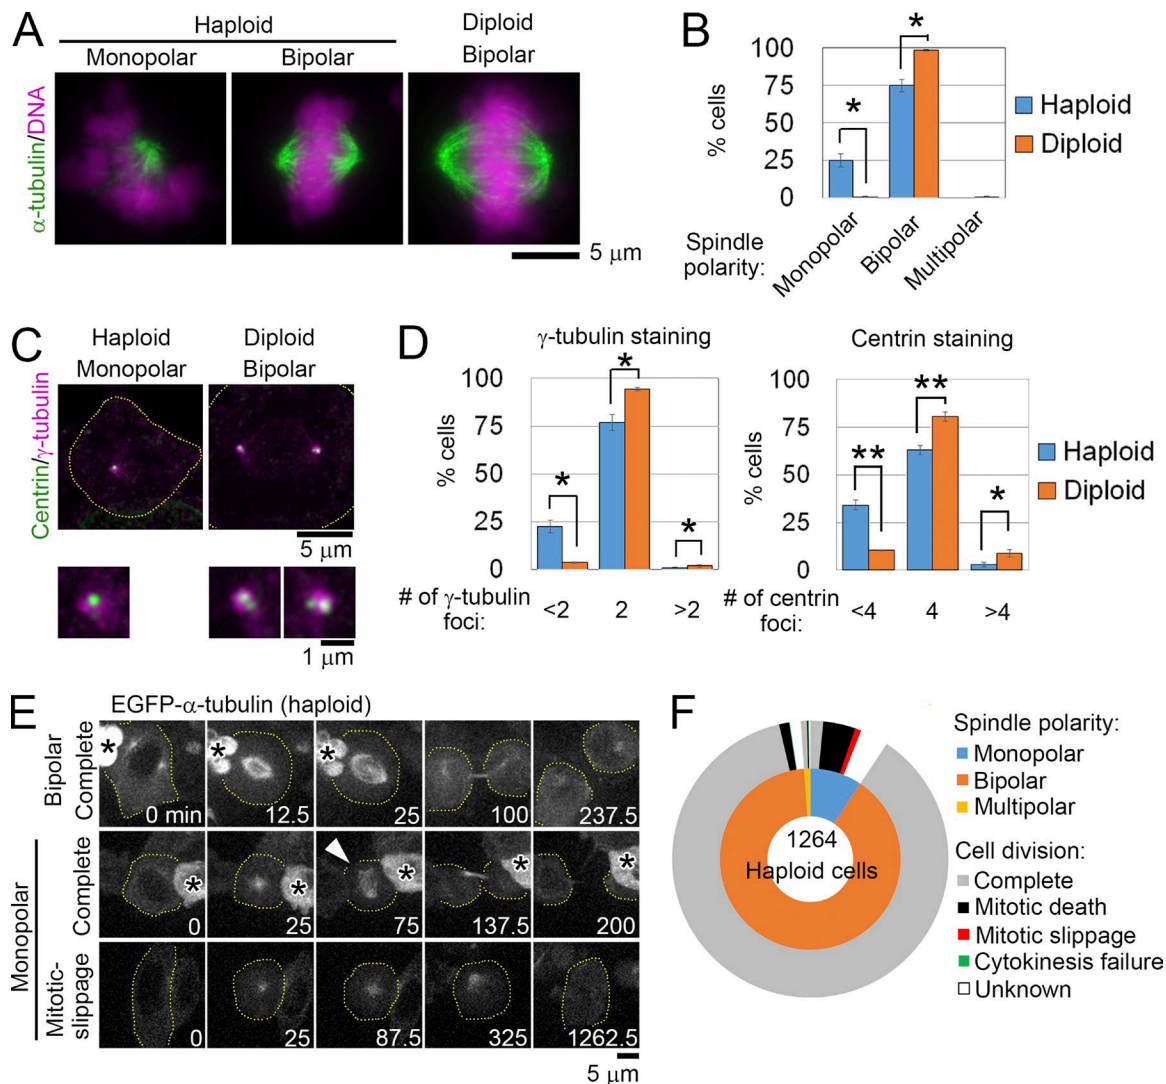 A
Haploid
Diploid
Monopolar
Bipolar
Bipolar
α-tubulin/DNA
5 μm
B
% cells
100
75
50
25
0
*
*
Haploid
Diploid
Spindle
polarity:
Monopolar
Bipolar
Multipolar
C
Haploid
Monopolar
Diploid
Bipolar
Centrin/γ-tubulin
5 μm
1 μm
D
γ-tubulin staining
% cells
100
75
50
25
0
*
*
*
# of γ-tubulin
foci:
<2
2
>2
Centrin staining
% cells
100
75
50
25
0
**
**
*
# of centrin
foci:
<4
4
>4
Haploid
Diploid
E
EGFP-α-tubulin (haploid)
Bipolar
Complete
* 0 min
* 12.5
* 25
100
237.5
Monopolar
Complete
* 0
* 25
* 75
* 137.5
* 200
Mitotic-
slippage
0
25
87.5
325
1262.5
5 μm
F
1264
Haploid cells
Spindle polarity:
Monopolar
Bipolar
Multipolar
Cell division:
Complete
Mitotic death
Mitotic slippage
Cytokinesis failure
Unknown